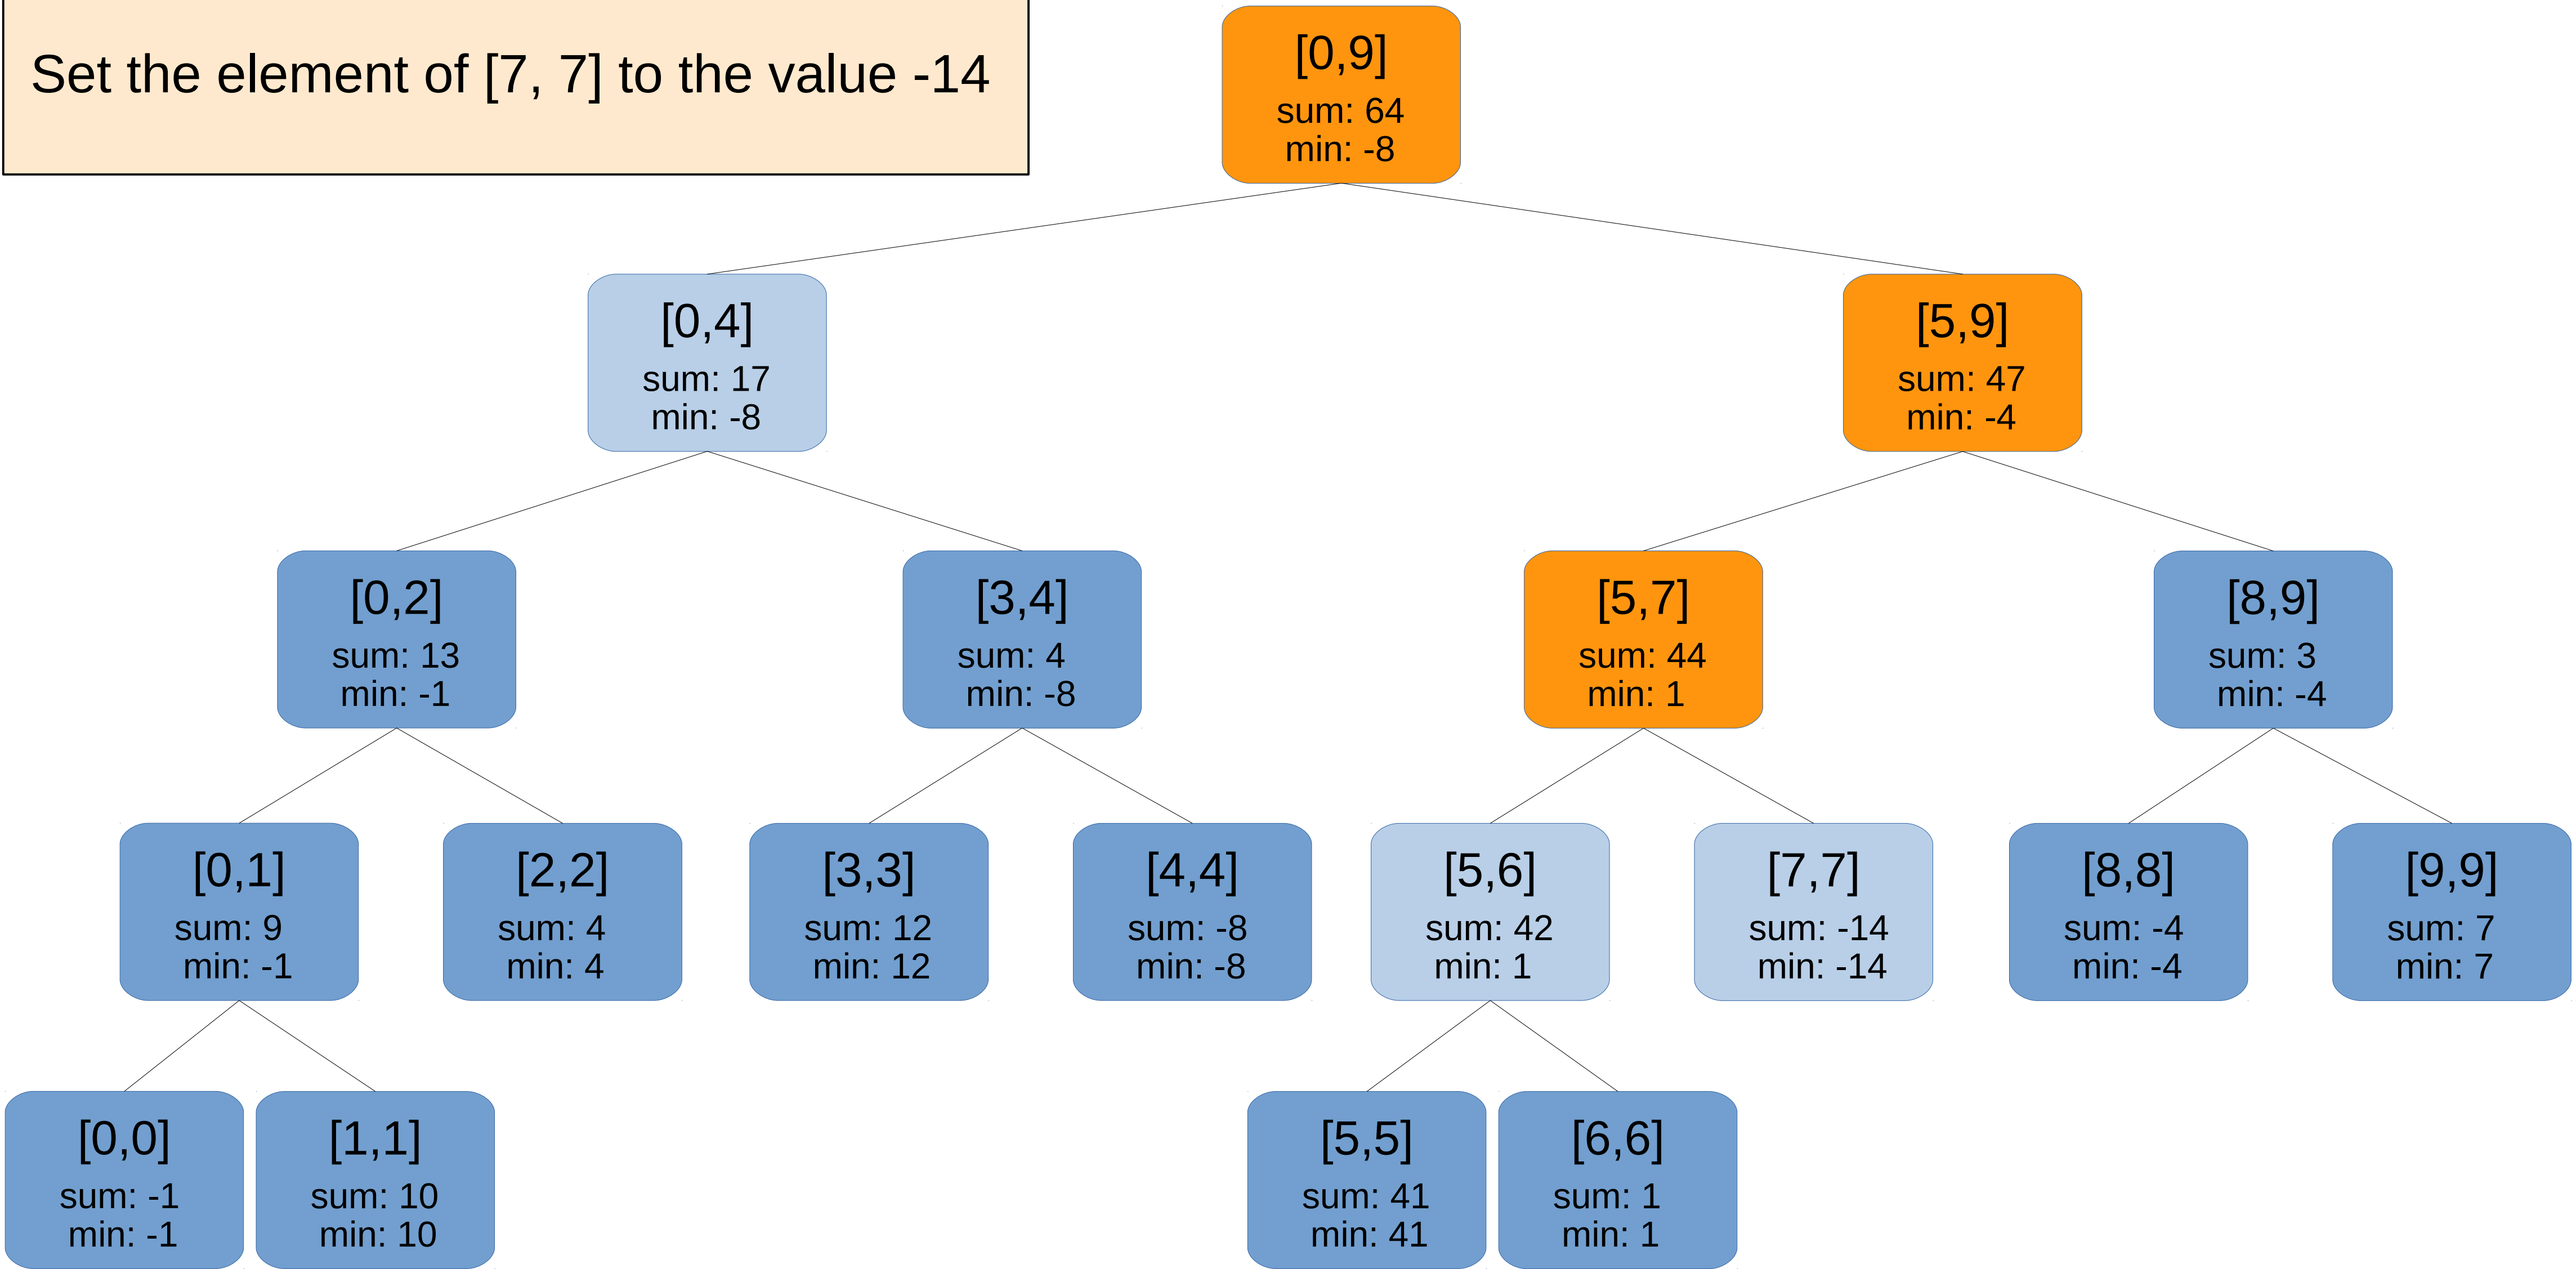 Set the element of [7, 7] to the value -14
[0,9]
sum: 64
min: -8
[0,4]
sum: 17
min: -8
[5,9]
sum: 47
min: -4
[0,2]
sum: 13
min: -1
[3,4]
sum: 4
min: -8
[5,7]
sum: 44
min: 1
[8,9]
sum: 3
min: -4
[0,1]
sum: 9
min: -1
[2,2]
sum: 4
min: 4
[3,3]
sum: 12
min: 12
[4,4]
sum: -8
min: -8
[5,6]
sum: 42
min: 1
[7,7]
sum: -14
min: -14
[8,8]
sum: -4
min: -4
[9,9]
sum: 7
min: 7
[0,0]
sum: -1
min: -1
[1,1]
sum: 10
min: 10
[5,5]
sum: 41
min: 41
[6,6]
sum: 1
min: 1